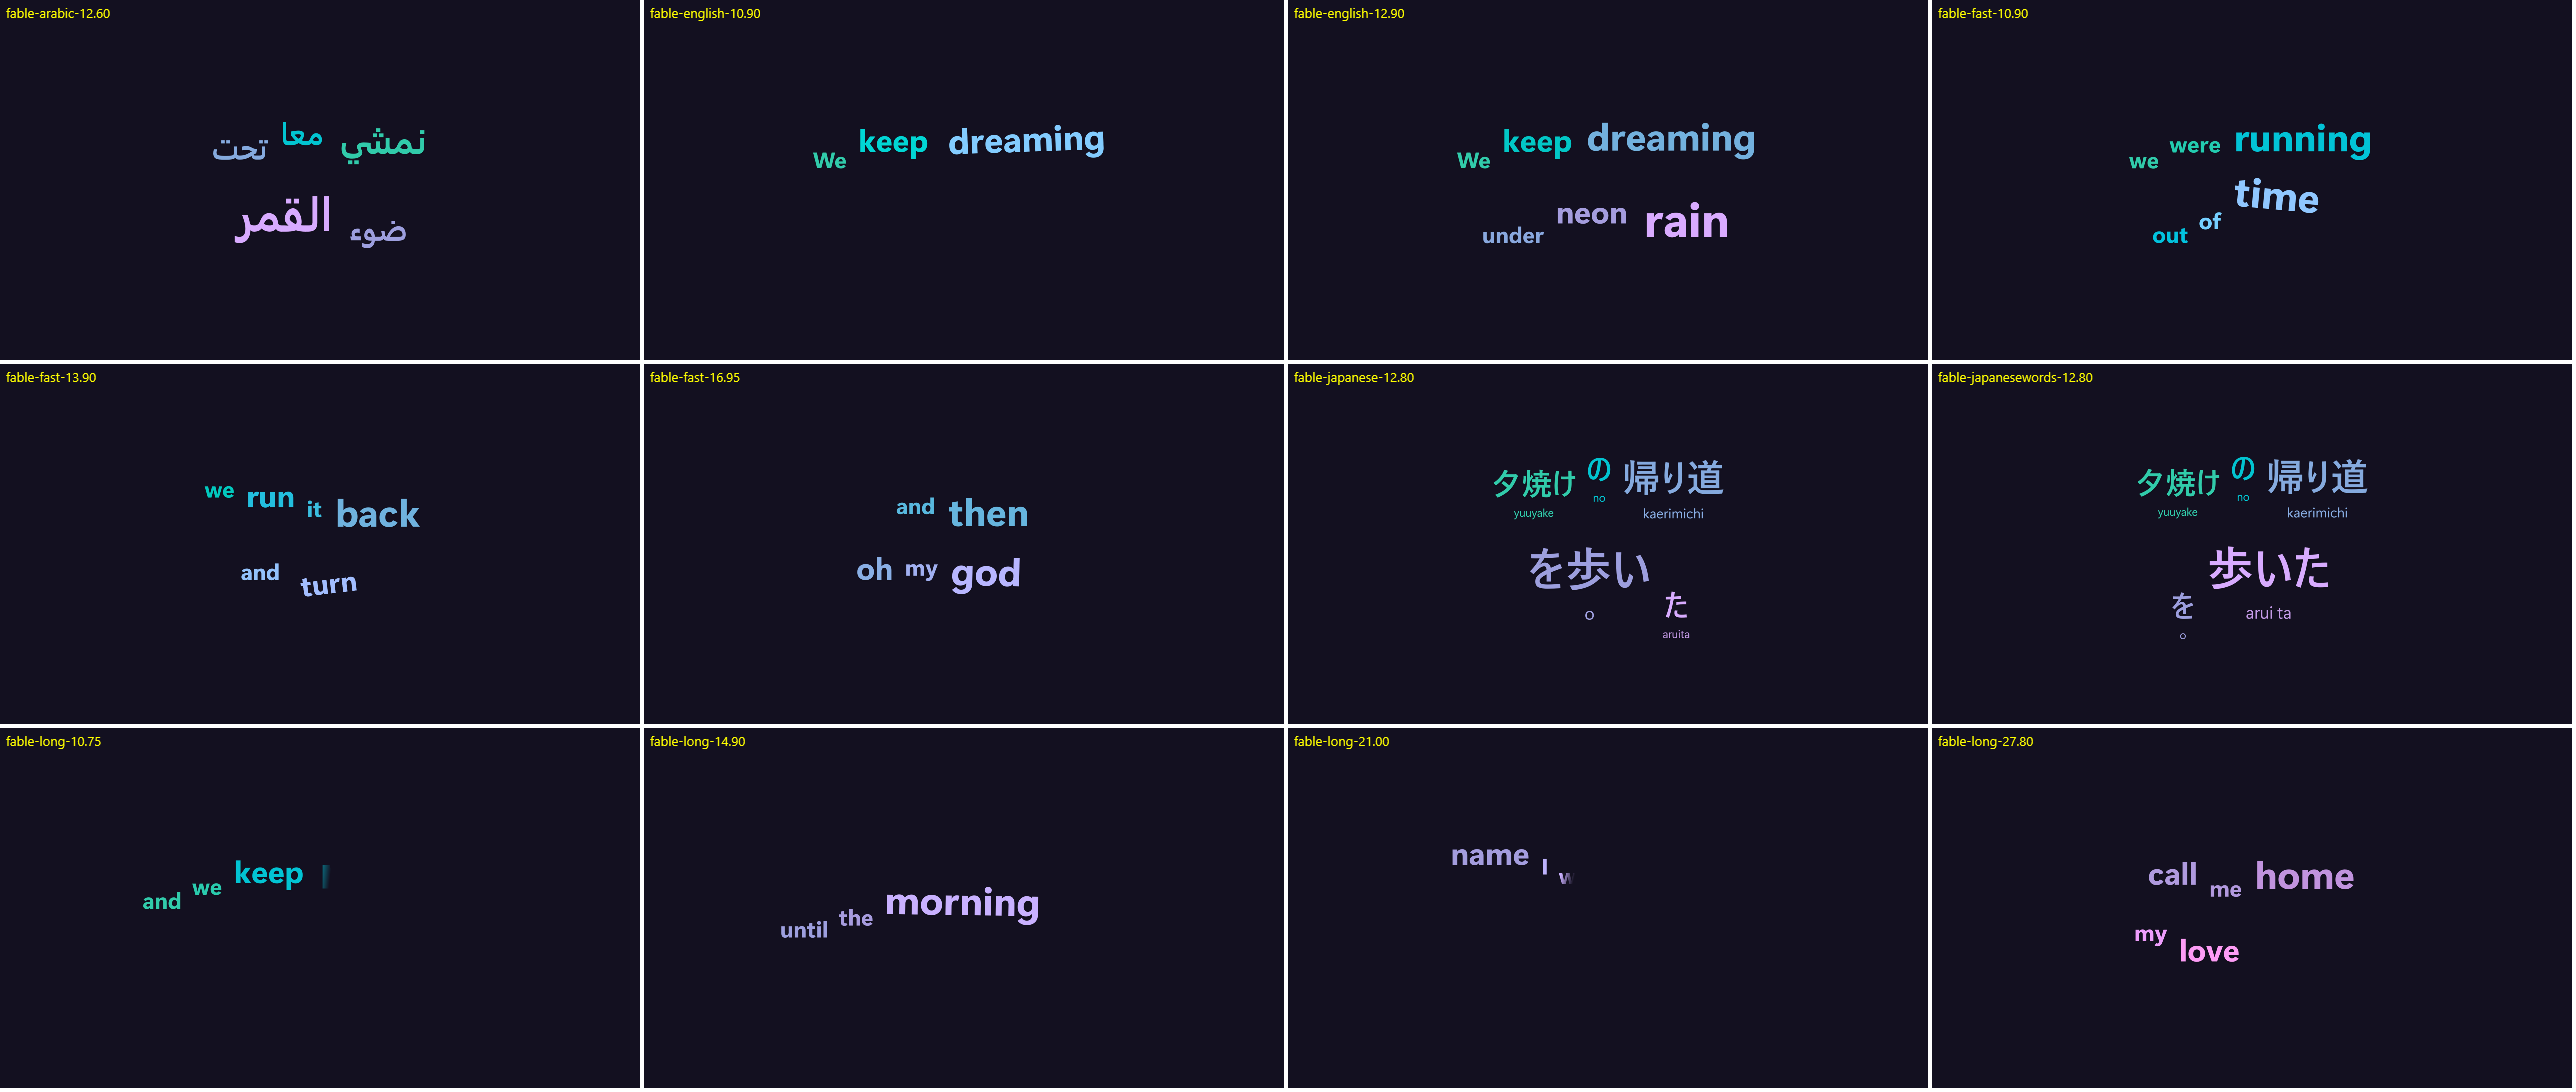 fable-arabic-12.60
نمشي معا تحت
ضوء القمر
fable-english-10.90
We keep dreaming
fable-english-12.90
We keep dreaming
under neon rain
fable-fast-10.90
we were running
out of time
fable-fast-13.90
we run it back
and turn
fable-fast-16.95
and then
oh my god
fable-japanese-12.80
夕焼け の 帰り道
yuuyake no kaerimichi
を歩い た
o aruita
fable-japanesewords-12.80
夕焼け の 帰り道
yuuyake no kaerimichi
を 歩いた
o arui ta
fable-long-10.75
and we keep
fable-long-14.90
until the morning
fable-long-21.00
name I w
fable-long-27.80
call me home
my love